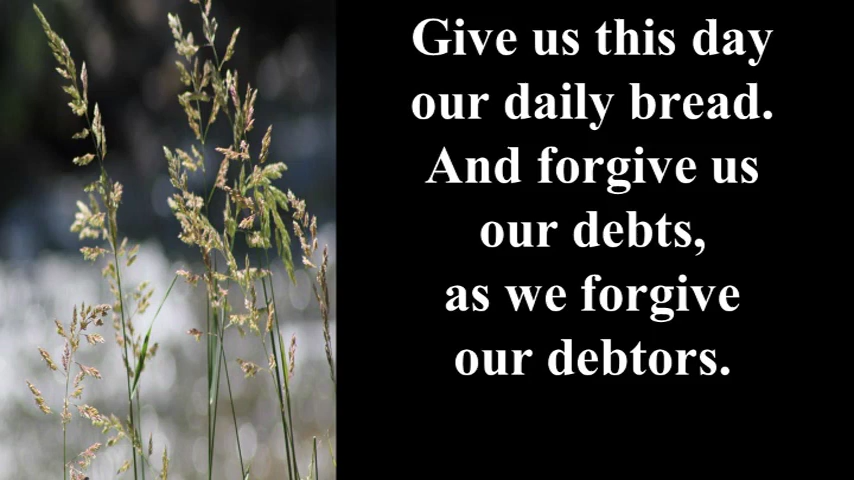 Give us this day
our daily bread.
And forgive us
our debts,
as we forgive
our debtors.